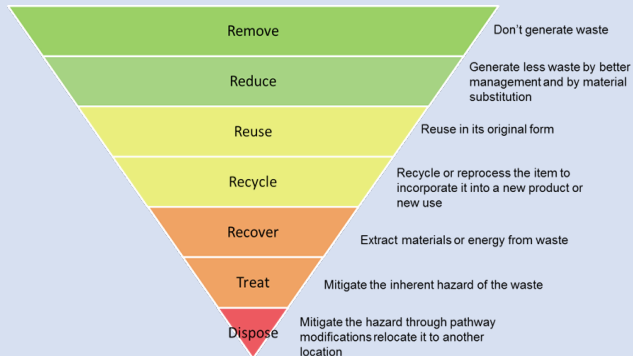 Remove
Don't generate waste
Reduce
Generate less waste by better
management and by material
substitution
Reuse
Reuse in its original form
Recycle
Recycle or reprocess the item to
incorporate it into a new product or
new use
Recover
Extract materials or energy from waste
Treat
Mitigate the inherent hazard of the waste
Dispose
Mitigate the hazard through pathway
modifications relocate it to another
location